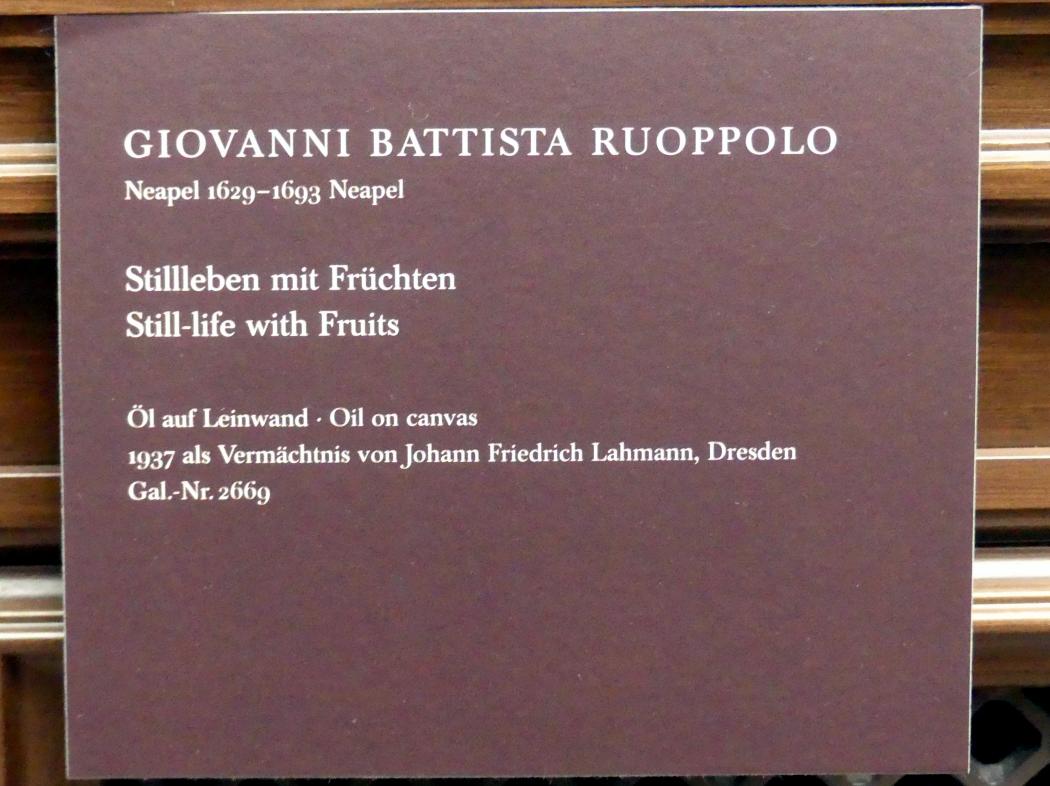 GIOVANNI BATTISTA RUOPPOLO
Neapel 1629–1693 Neapel
Stillleben mit Früchten
Still-life with Fruits
Öl auf Leinwand · Oil on canvas
1937 als Vermächtnis von Johann Friedrich Lahmann, Dresden
Gal.-Nr. 2669